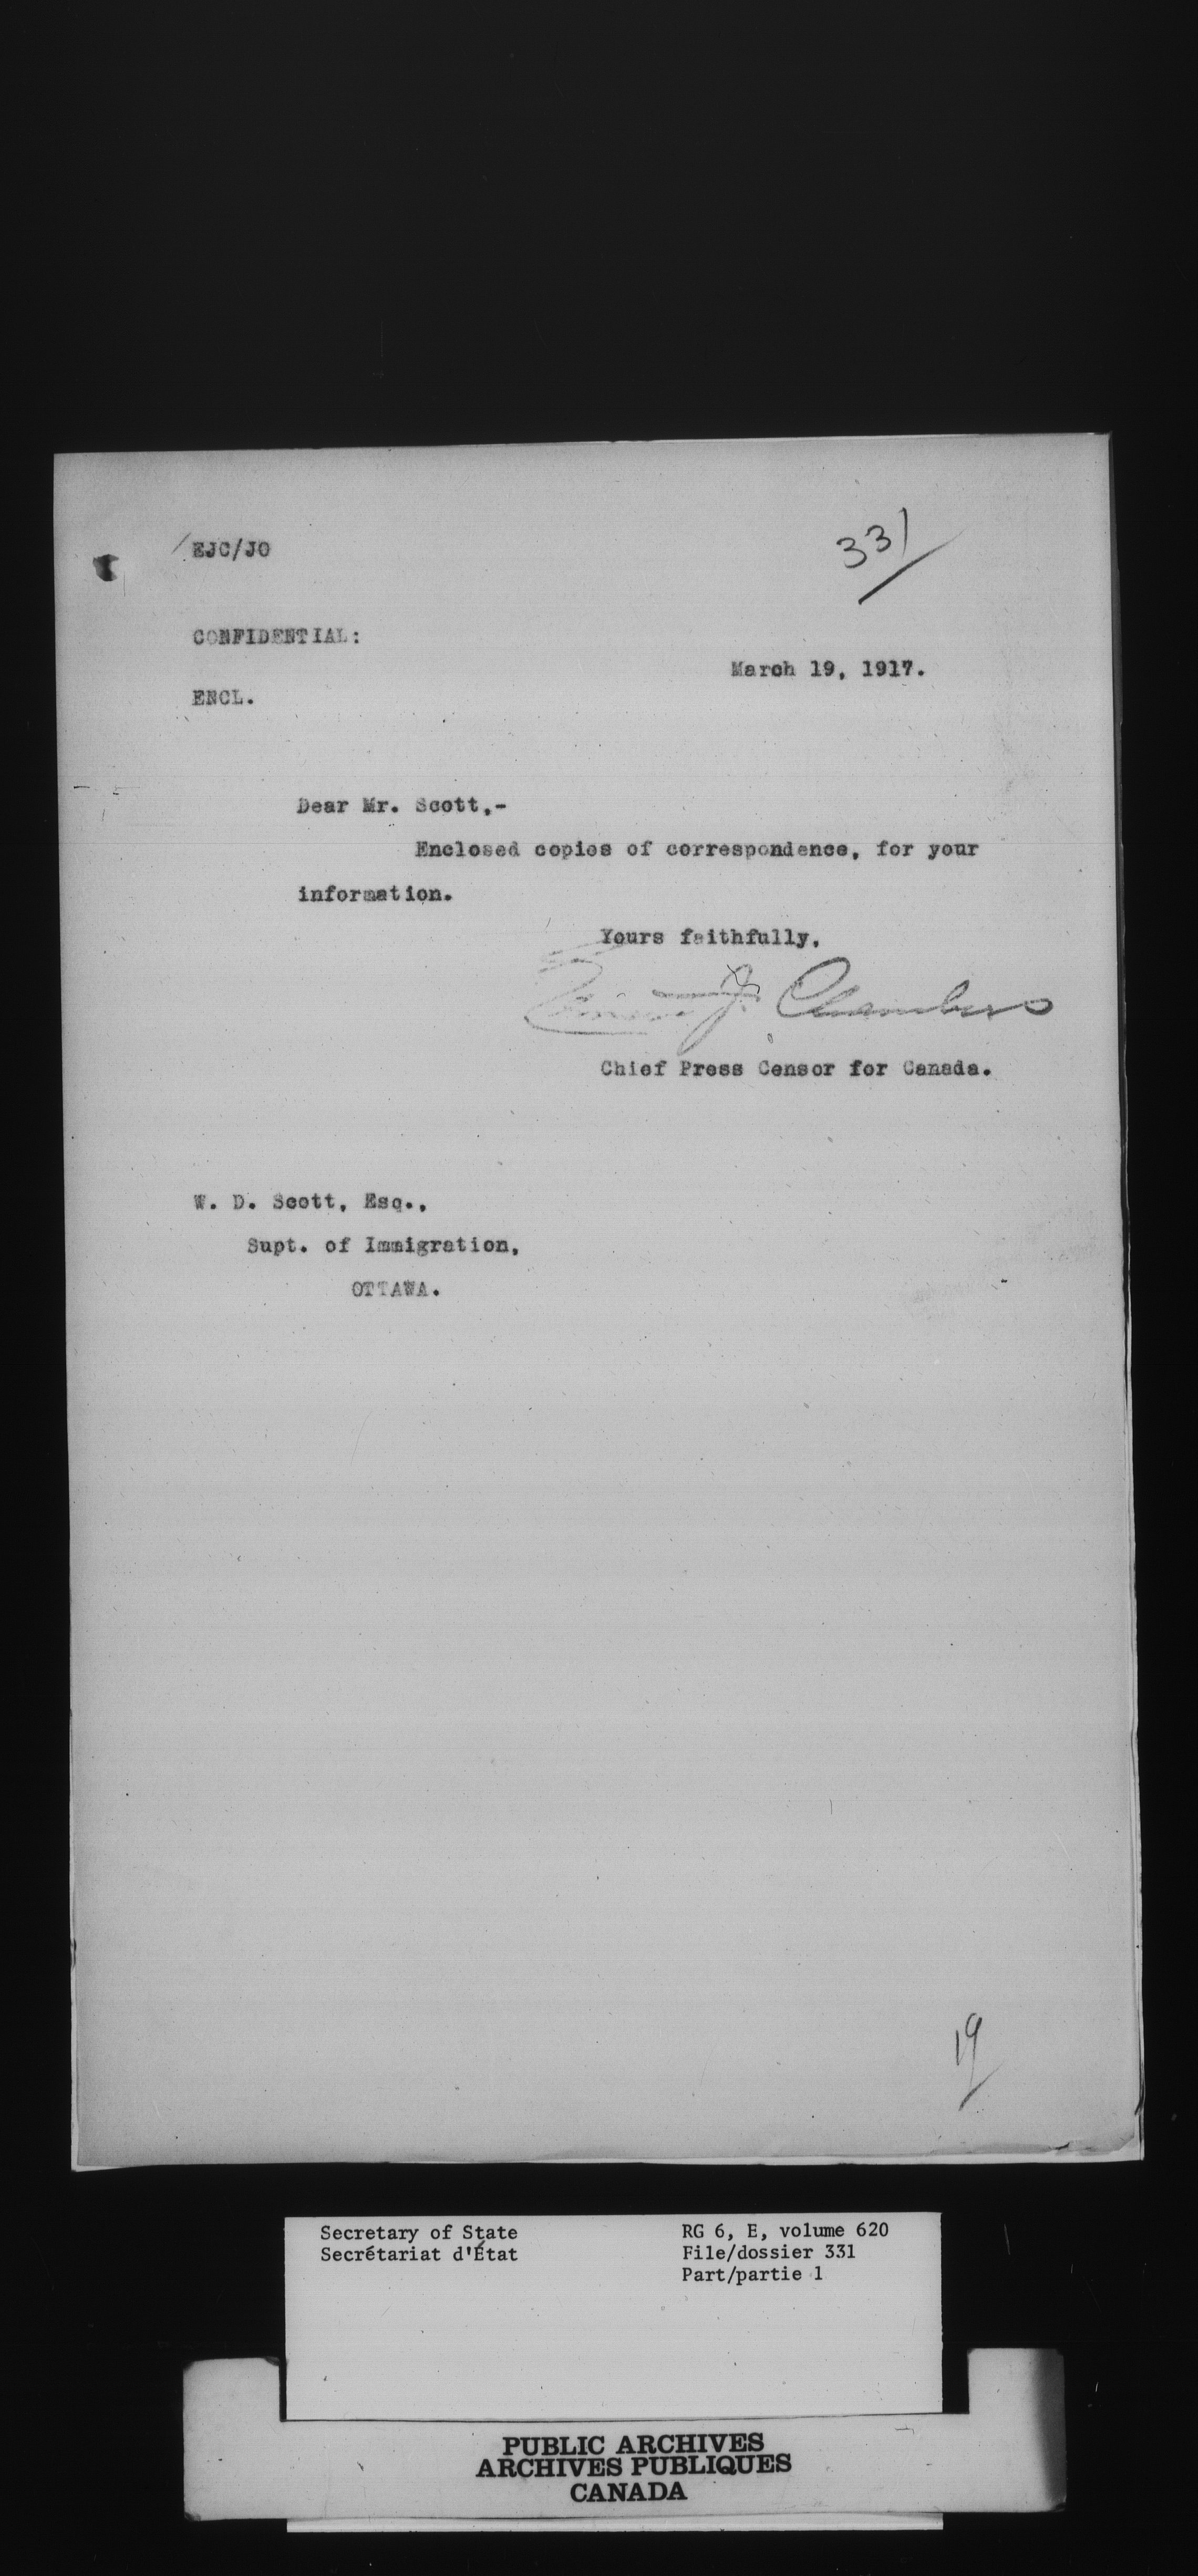 EJC/JO
331
CONFIDENTIAL:
March 19, 1917.
ENCL.
Dear Mr. Scott,-
Enclosed copies of correspondence, for your
information.
Yours faithfully,
J. Chambers
Chief Press Censor for Canada.
W. D. Scott, Esq.,
Supt. of Immigration,
OTTAWA.
19
Secretary of State
Secrétariat d'État
RG 6, E, volume 620
File/dossier 331
Part/partie 1
PUBLIC ARCHIVES
ARCHIVES PUBLIQUES
CANADA